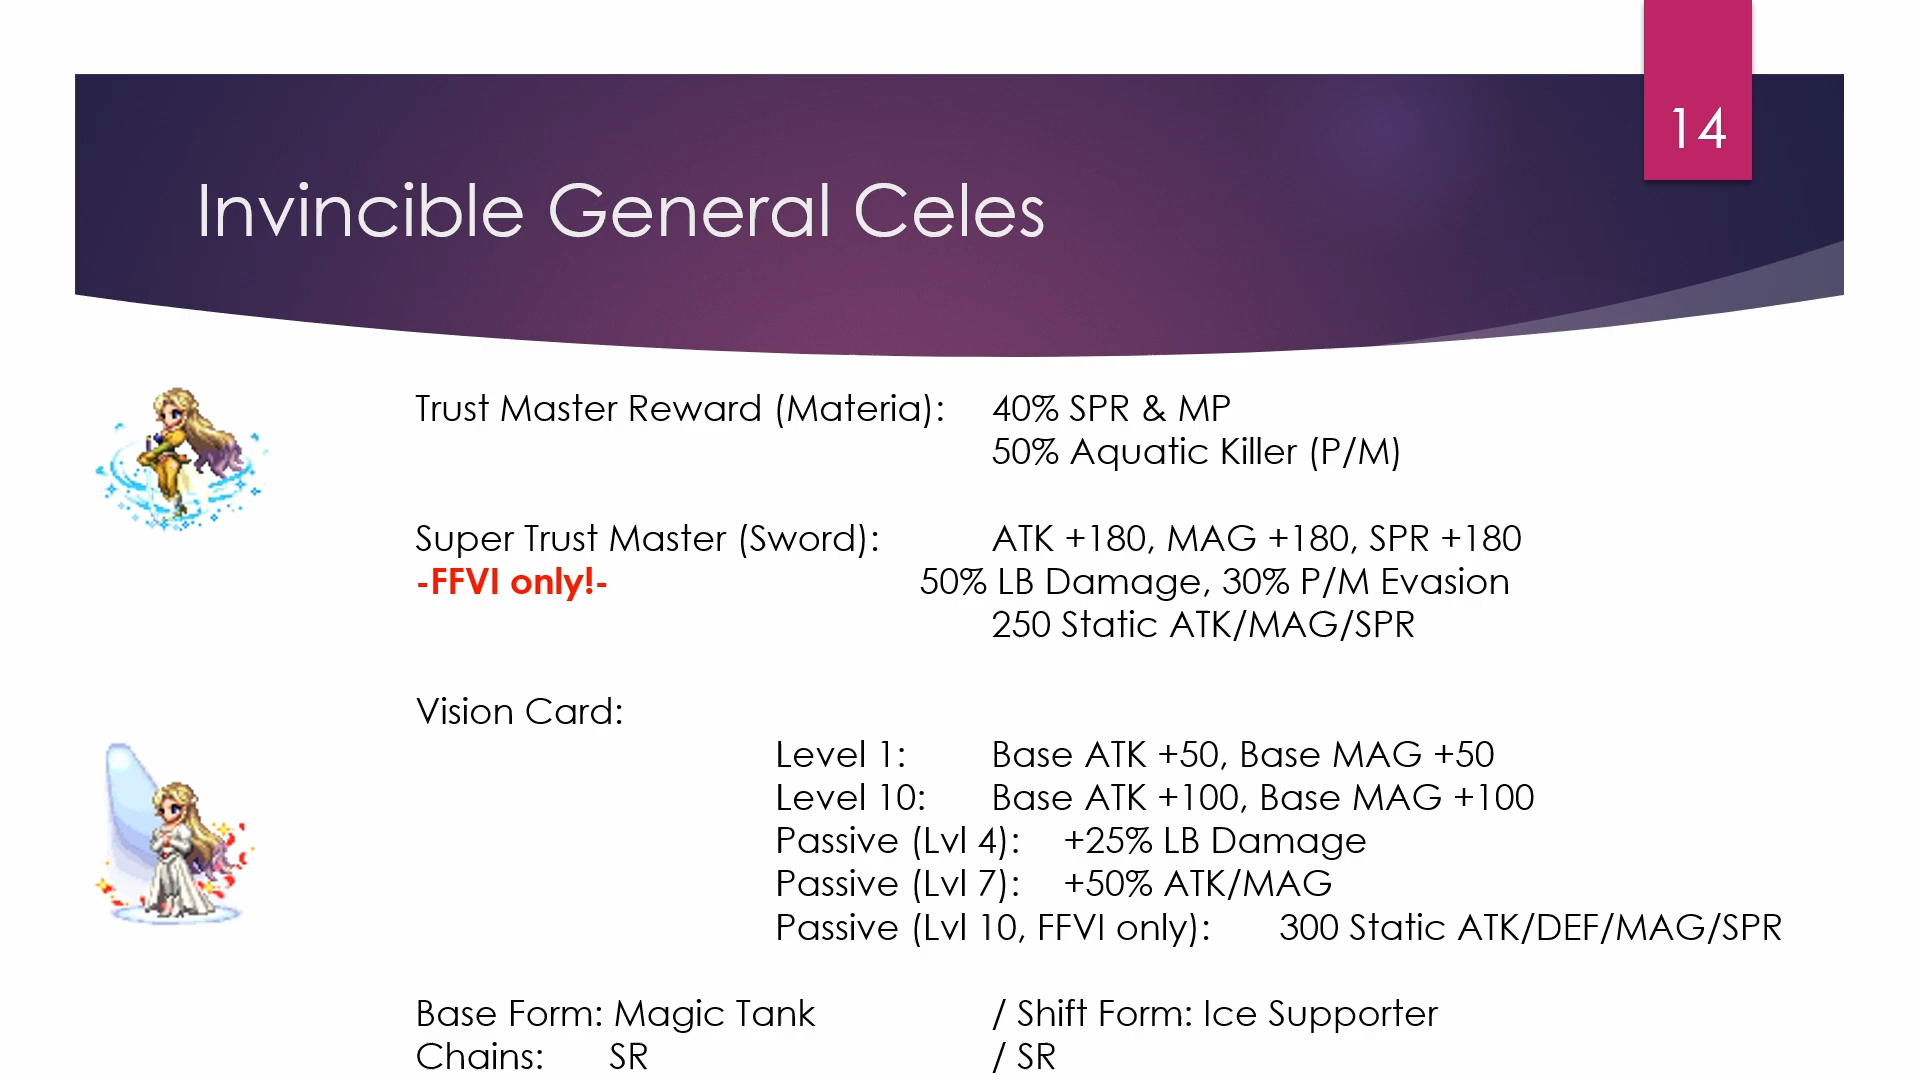 14
Invincible General Celes
Trust Master Reward (Materia): 40% SPR & MP
50% Aquatic Killer (P/M)
Super Trust Master (Sword): ATK +180, MAG +180, SPR +180
-FFVI only!- 50% LB Damage, 30% P/M Evasion
250 Static ATK/MAG/SPR
Vision Card:
Level 1: Base ATK +50, Base MAG +50
Level 10: Base ATK +100, Base MAG +100
Passive (Lvl 4): +25% LB Damage
Passive (Lvl 7): +50% ATK/MAG
Passive (Lvl 10, FFVI only): 300 Static ATK/DEF/MAG/SPR
Base Form: Magic Tank / Shift Form: Ice Supporter
Chains: SR / SR